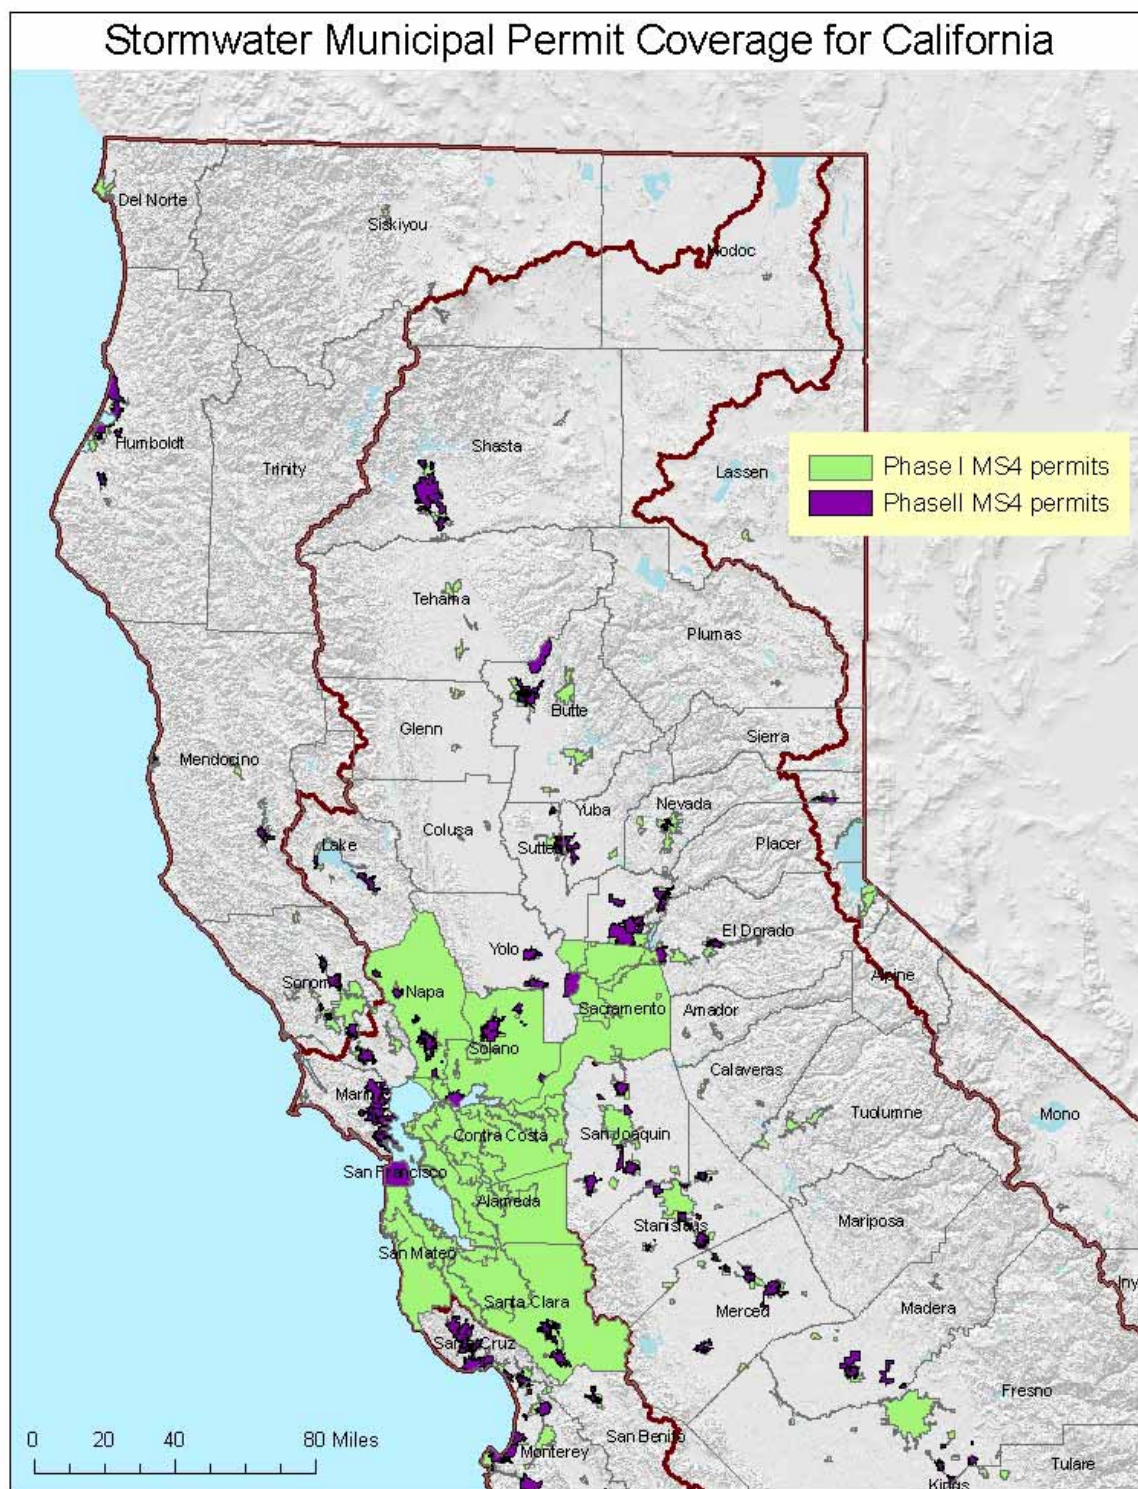 Stormwater Municipal Permit Coverage for California
Del Norte
Siskiyou
Modoc
Humboldt
Trinity
Shasta
Lassen
Phase I MS4 permits
PhaseII MS4 permits
Tehama
Plumas
Butte
Glenn
Sierra
Mendocino
Colusa
Yuba
Nevada
Lake
Sutter
Placer
Yolo
El Dorado
Sonoma
Napa
Alpine
Sacramento
Amador
Solano
Calaveras
Marin
Tuolumne
Mono
Contra Costa
San Joaquin
San Francisco
Alameda
Stanislaus
Mariposa
San Mateo
Santa Clara
Merced
Madera
Iny
Santa Cruz
Fresno
San Benito
Monterey
Tulare
Kings
0 20 40 80 Miles